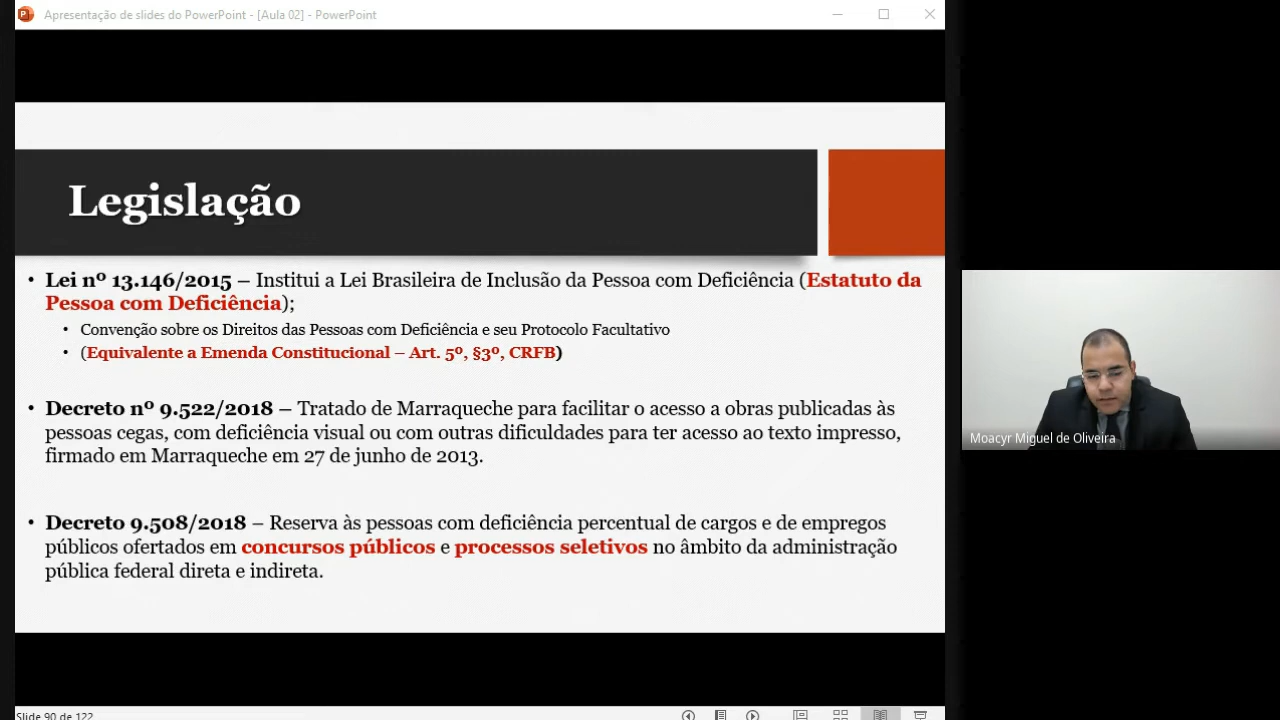 Apresentação de slides do PowerPoint - [Aula 02] - PowerPoint
Legislação
• Lei nº 13.146/2015 – Institui a Lei Brasileira de Inclusão da Pessoa com Deficiência (Estatuto da
Pessoa com Deficiência);
• Convenção sobre os Direitos das Pessoas com Deficiência e seu Protocolo Facultativo
• (Equivalente a Emenda Constitucional – Art. 5º, §3º, CRFB)
• Decreto nº 9.522/2018 – Tratado de Marraqueche para facilitar o acesso a obras publicadas às
pessoas cegas, com deficiência visual ou com outras dificuldades para ter acesso ao texto impresso,
firmado em Marraqueche em 27 de junho de 2013.
• Decreto 9.508/2018 – Reserva às pessoas com deficiência percentual de cargos e de empregos
públicos ofertados em concursos públicos e processos seletivos no âmbito da administração
pública federal direta e indireta.
Moacyr Miguel de Oliveira
Slide 90 de 122